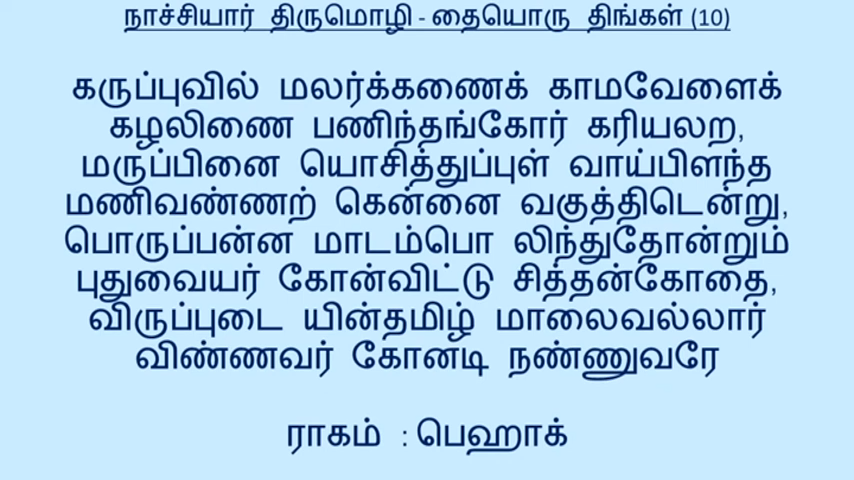 நாச்சியார் திருமொழி - தையொரு திங்கள் (10)
கருப்புவில் மலர்க்கணைக் காமவேளைக்
கழலிணை பணிந்தங்கோர் கரியலற,
மருப்பினை யொசித்துப்புள் வாய்பிளந்த
மணிவண்ணற் கென்னை வகுத்திடென்று,
பொருப்பன்ன மாடம்பொ லிந்துதோன்றும்
புதுவையர் கோன்விட்டு சித்தன்கோதை,
விருப்புடை யின்தமிழ் மாலைவல்லார்
விண்ணவர் கோனடி நண்ணுவரே
ராகம் : பெஹாக்